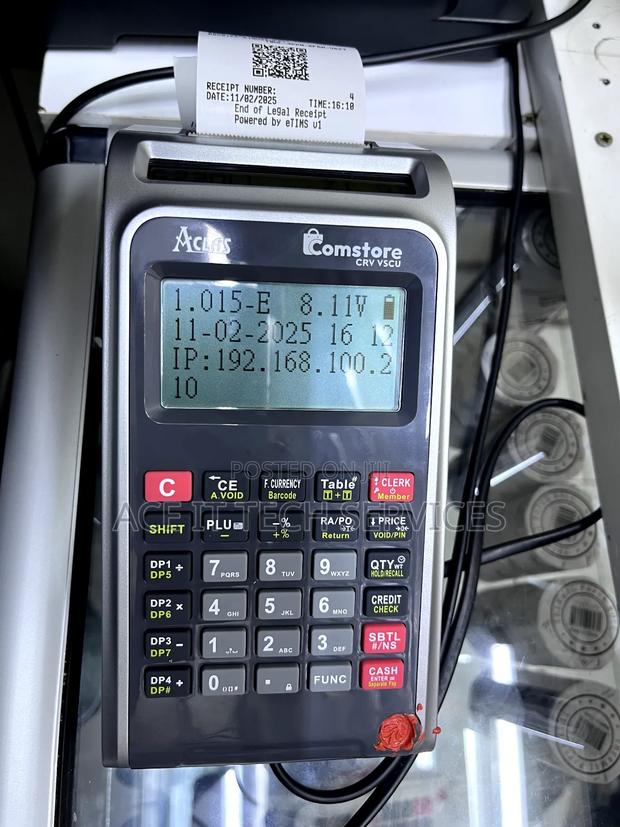 RECEIPT NUMBER: 4
DATE:11/02/2025 TIME:16:10
End of Legal Receipt
Powered by eTIMS v1
ACLAS
Comstore
CRV VSCU
1.015-E 8.11V
11-02-2025 16 12
IP:192.168.100.2
10
POSTED ON JIJI
C
CE
A.VOID
F.CURRENCY
Barcode
Table#
T+T
CLERK
Member
ACE IT TECH SERVICES
SHIFT
PLU
-%
+%
RA/PO
Return
PRICE
VOID/PIN
DP1 ÷
DP5
7 PQRS
8 TUV
9 WXYZ
QTY WT
HOLD/RECALL
DP2 ×
DP6
4 GHI
5 JKL
6 MNO
CREDIT
CHECK
DP3 −
DP7
1
2 ABC
3 DEF
SBTL
#/NS
DP4 +
DP#
0
.
FUNC
CASH
ENTER =
Separate Pay